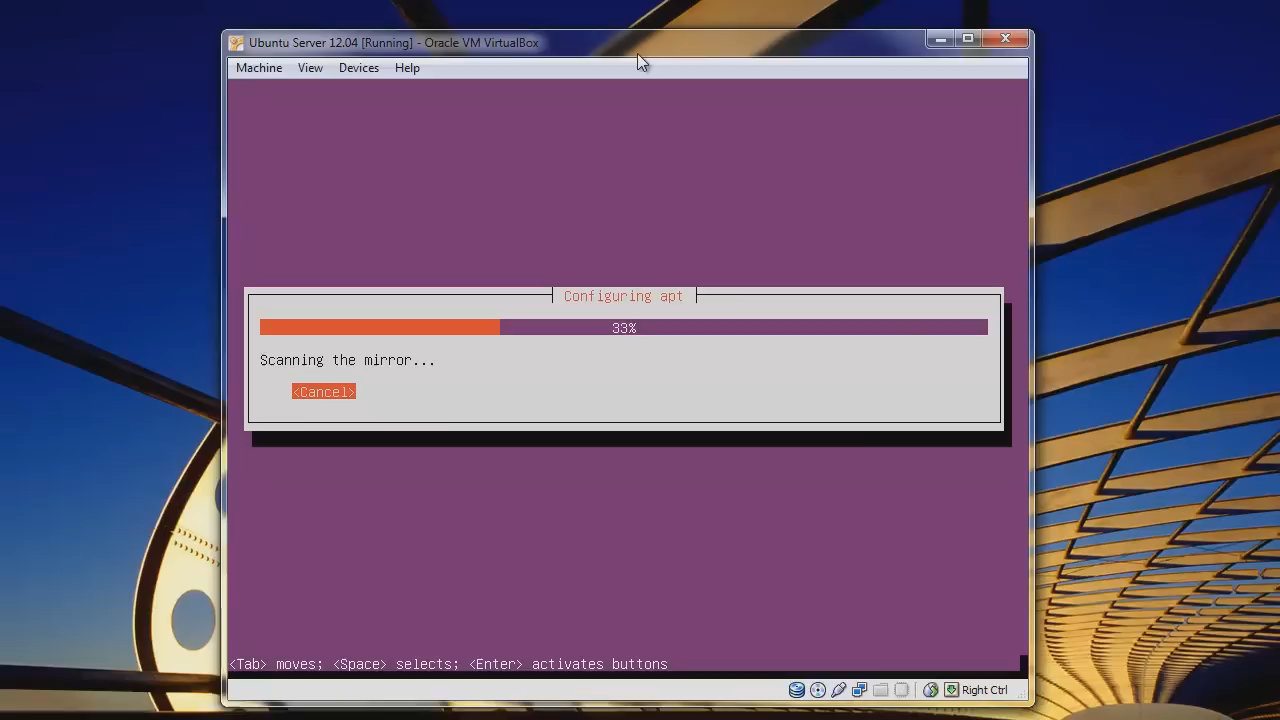 Ubuntu Server 12.04 [Running] - Oracle VM VirtualBox
Machine View Devices Help
Configuring apt
33%
Scanning the mirror...
<Cancel>
<Tab> moves; <Space> selects; <Enter> activates buttons
Right Ctrl